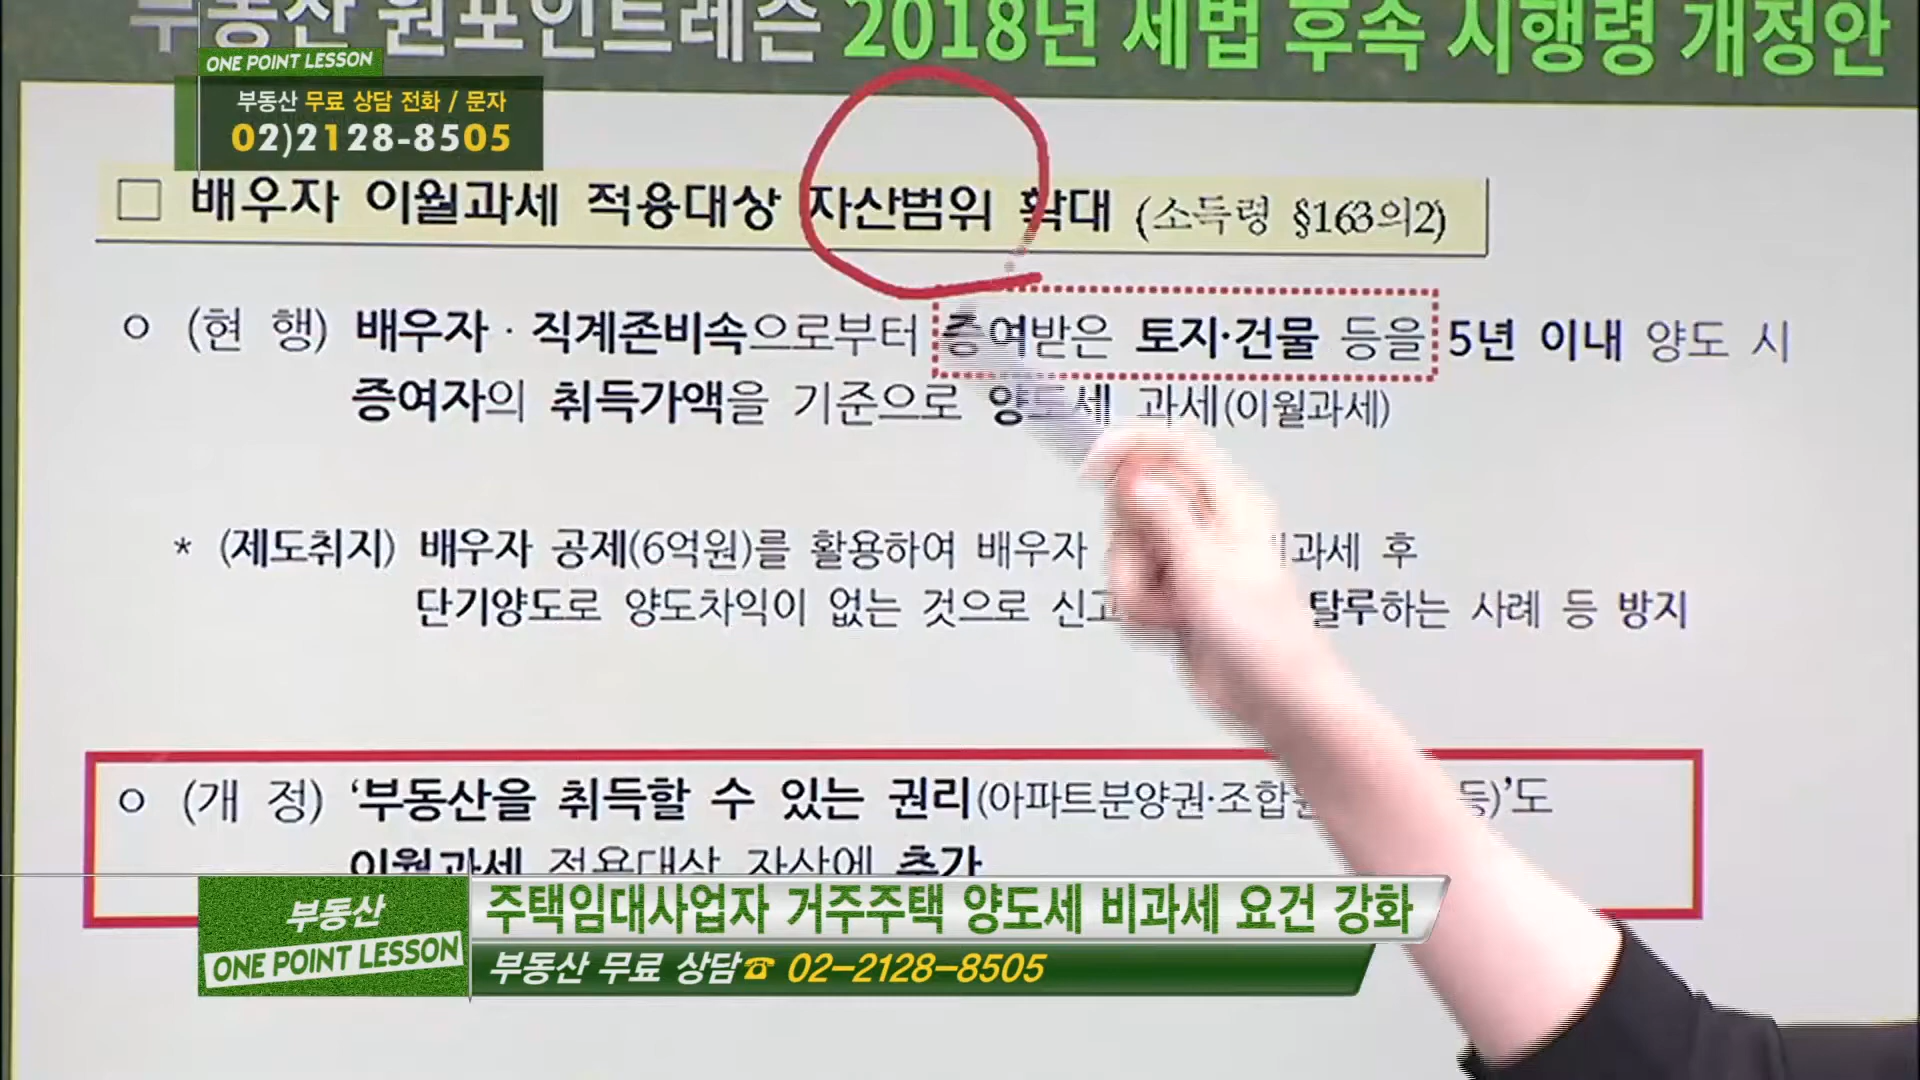 부동산 원포인트레슨 2018년 세법 후속 시행령 개정안
ONE POINT LESSON
부동산 무료 상담 전화 / 문자
02)2128-8505
□ 배우자 이월과세 적용대상 자산범위 확대 (소득령 §163의2)
ㅇ (현 행) 배우자·직계존비속으로부터 증여받은 토지·건물 등을 5년 이내 양도 시
증여자의 취득가액을 기준으로 양도세 과세(이월과세)
* (제도취지) 배우자 공제(6억원)를 활용하여 배우자 후
단기양도로 양도차익이 없는 것으로 탈루하는 사례 등 방지
ㅇ (개 정) ‘부동산을 취득할 수 있는 권리(아파트분양권· 등)’도
이월과세 적용대상 자산에 추가
부동산
ONE POINT LESSON
주택임대사업자 거주주택 양도세 비과세 요건 강화
부동산 무료 상담☎ 02-2128-8505